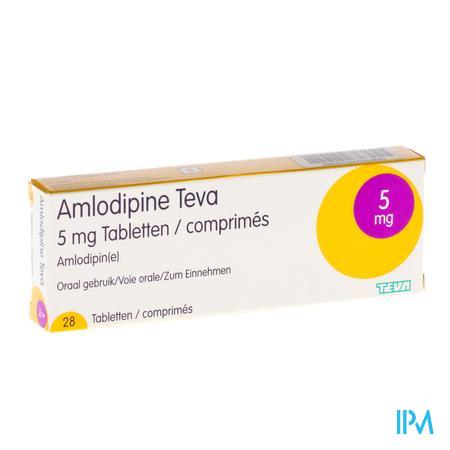 Amlodipine Teva
5 mg Tabletten / comprimés
Amlodipin(e)
Oraal gebruik/Voie orale/Zum Einnehmen
28 Tabletten / comprimés
5
mg
TEVA
Amlodipine Teva
IPM